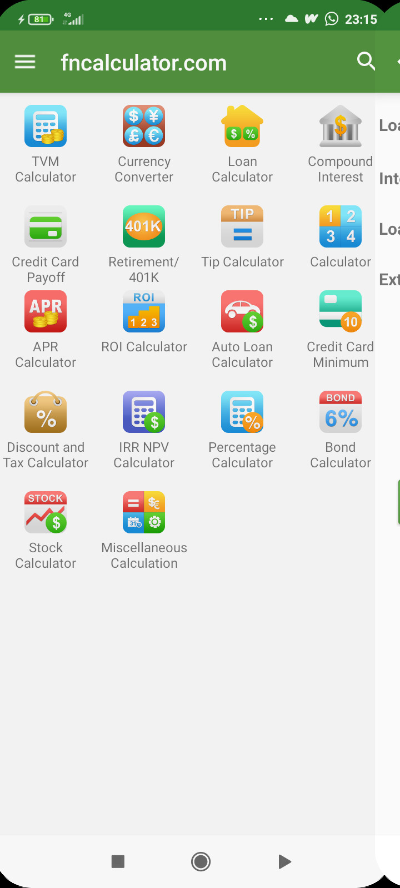 81
4G
23:15
fncalculator.com
TVM
Calculator
Currency
Converter
$ ¥
£ €
Loan
Calculator
$ %
Compound
Interest
$
Credit Card
Payoff
401K
Retirement/
401K
TIP
Tip Calculator
1 2
3 4
Calculator
APR
APR
Calculator
ROI
1 2 3
ROI Calculator
$
Auto Loan
Calculator
10
Credit Card
Minimum
%
Discount and
Tax Calculator
$
IRR NPV
Calculator
%
Percentage
Calculator
BOND
6%
Bond
Calculator
STOCK
$
Stock
Calculator
31
Miscellaneous
Calculation
Loa
Inte
Loa
Ext